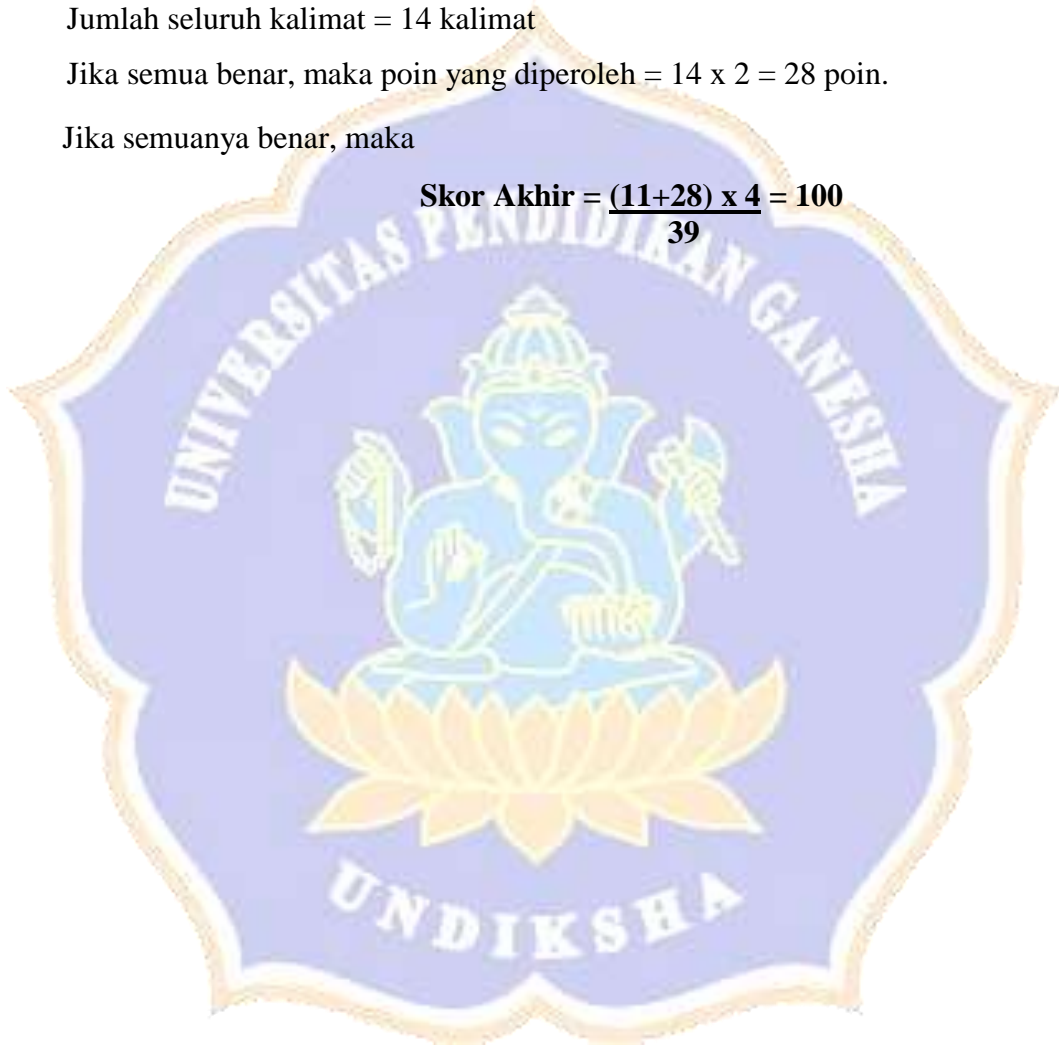 Jumlah seluruh kalimat = 14 kalimat
Jika semua benar, maka poin yang diperoleh = 14 x 2 = 28 poin.
Jika semuanya benar, maka
Skor Akhir = (11+28) x 4 = 100
39
UNIVERSITAS PENDIDIKAN GANESHA
UNDIKSHA